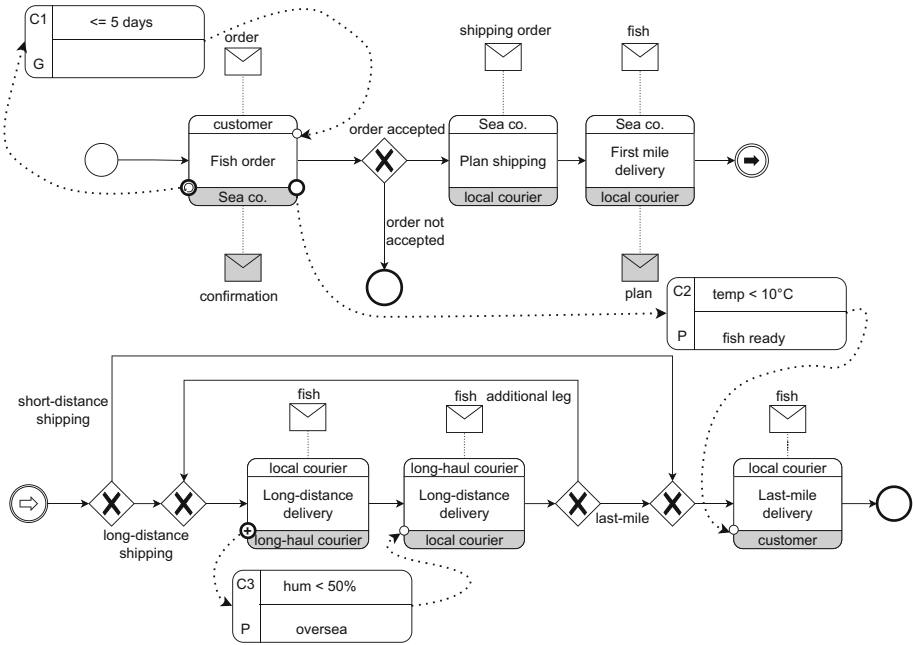 C1
<= 5 days
G
order
customer
Fish order
Sea co.
confirmation
order accepted
order not
accepted
shipping order
Sea co.
Plan shipping
local courier
fish
Sea co.
First mile
delivery
local courier
plan
C2
temp < 10°C
P
fish ready
short-distance
shipping
long-distance
shipping
fish
local courier
Long-distance
delivery
long-haul courier
fish
long-haul courier
Long-distance
delivery
local courier
additional leg
last-mile
fish
local courier
Last-mile
delivery
customer
C3
hum < 50%
P
oversea